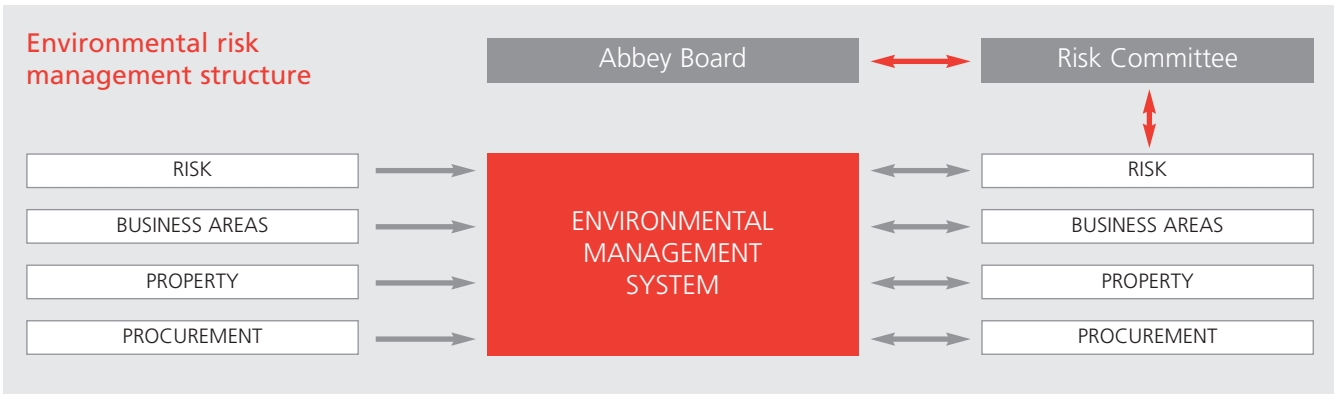 Environmental risk
management structure
Abbey Board
Risk Committee
RISK
RISK
BUSINESS AREAS
ENVIRONMENTAL
MANAGEMENT
SYSTEM
BUSINESS AREAS
PROPERTY
PROPERTY
PROCUREMENT
PROCUREMENT